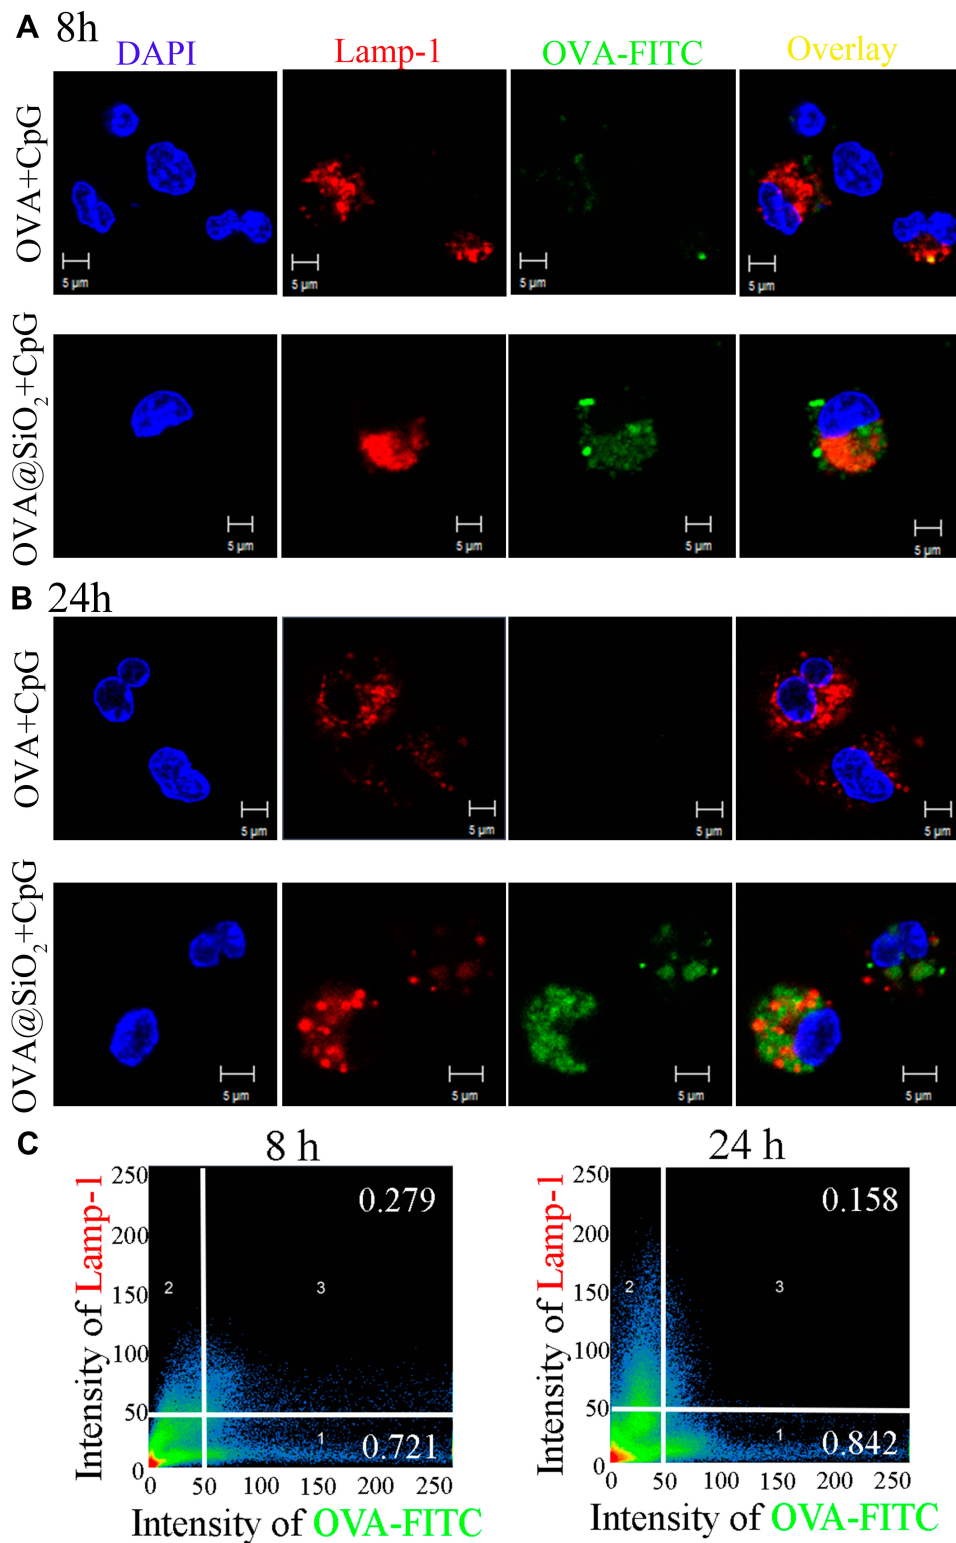 A 8h
DAPI Lamp-1 OVA-FITC Overlay
OVA+CpG
5 µm 5 µm 5 µm 5 µm
OVA@SiO₂+CpG
5 µm 5 µm 5 µm 5 µm
B 24h
OVA+CpG
5 µm 5 µm 5 µm 5 µm
OVA@SiO₂+CpG
5 µm 5 µm 5 µm 5 µm
C
8 h
Intensity of Lamp-1
250
200
150
100
50
0
0.279
2 3
1
0.721
0 50 100 150 200 250
Intensity of OVA-FITC
24 h
Intensity of Lamp-1
250
200
150
100
50
0
0.158
2 3
1
0.842
0 50 100 150 200 250
Intensity of OVA-FITC